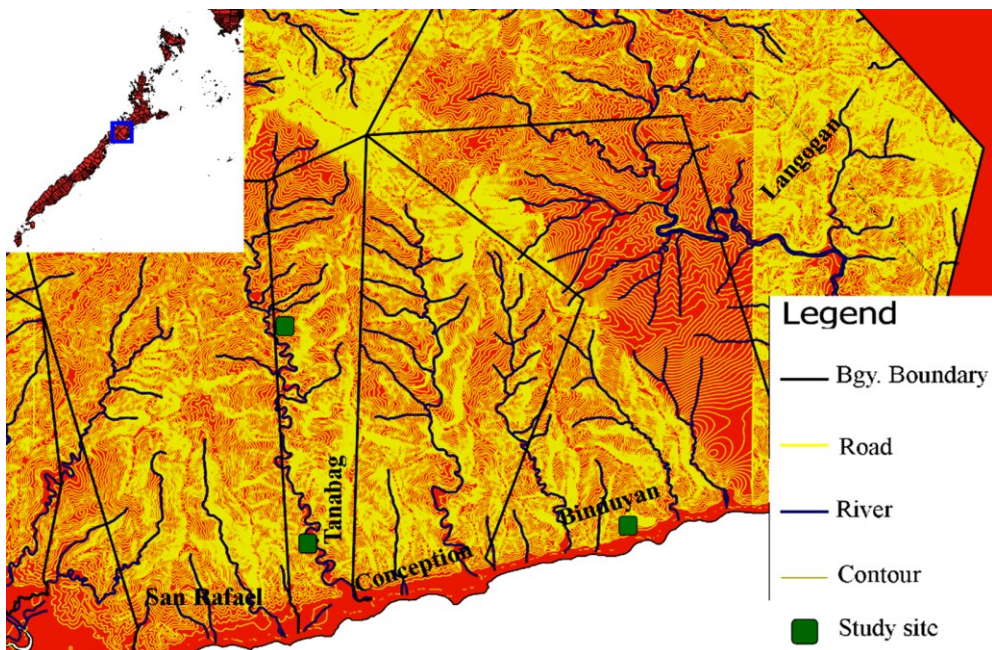 Langogan
Legend
Bgy. Boundary
Road
River
Contour
Study site
Tanabag
Binduyan
Conception
San Rafael